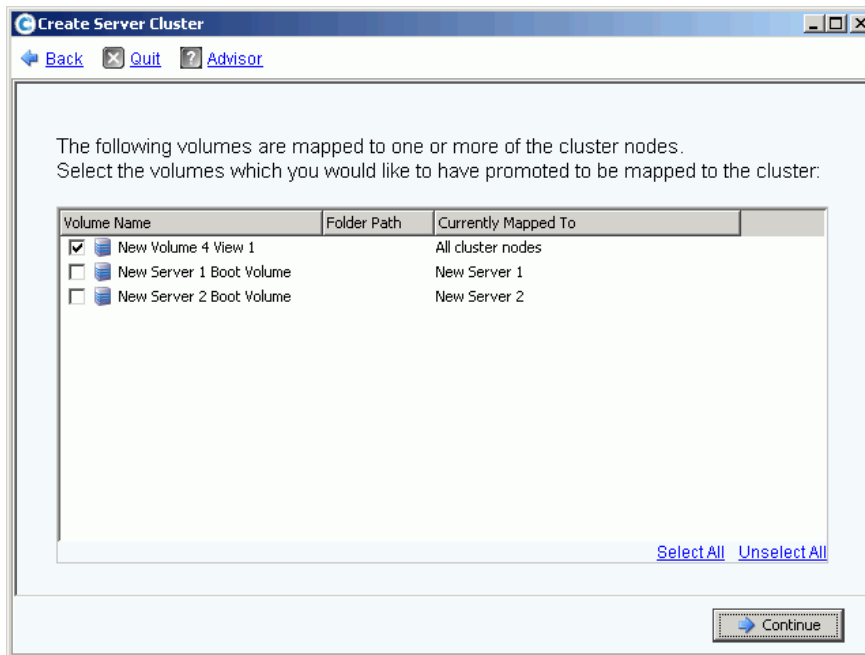 Create Server Cluster
Back Quit Advisor
The following volumes are mapped to one or more of the cluster nodes.
Select the volumes which you would like to have promoted to be mapped to the cluster:
Volume Name Folder Path Currently Mapped To
New Volume 4 View 1 All cluster nodes
New Server 1 Boot Volume New Server 1
New Server 2 Boot Volume New Server 2
Select All Unselect All
Continue